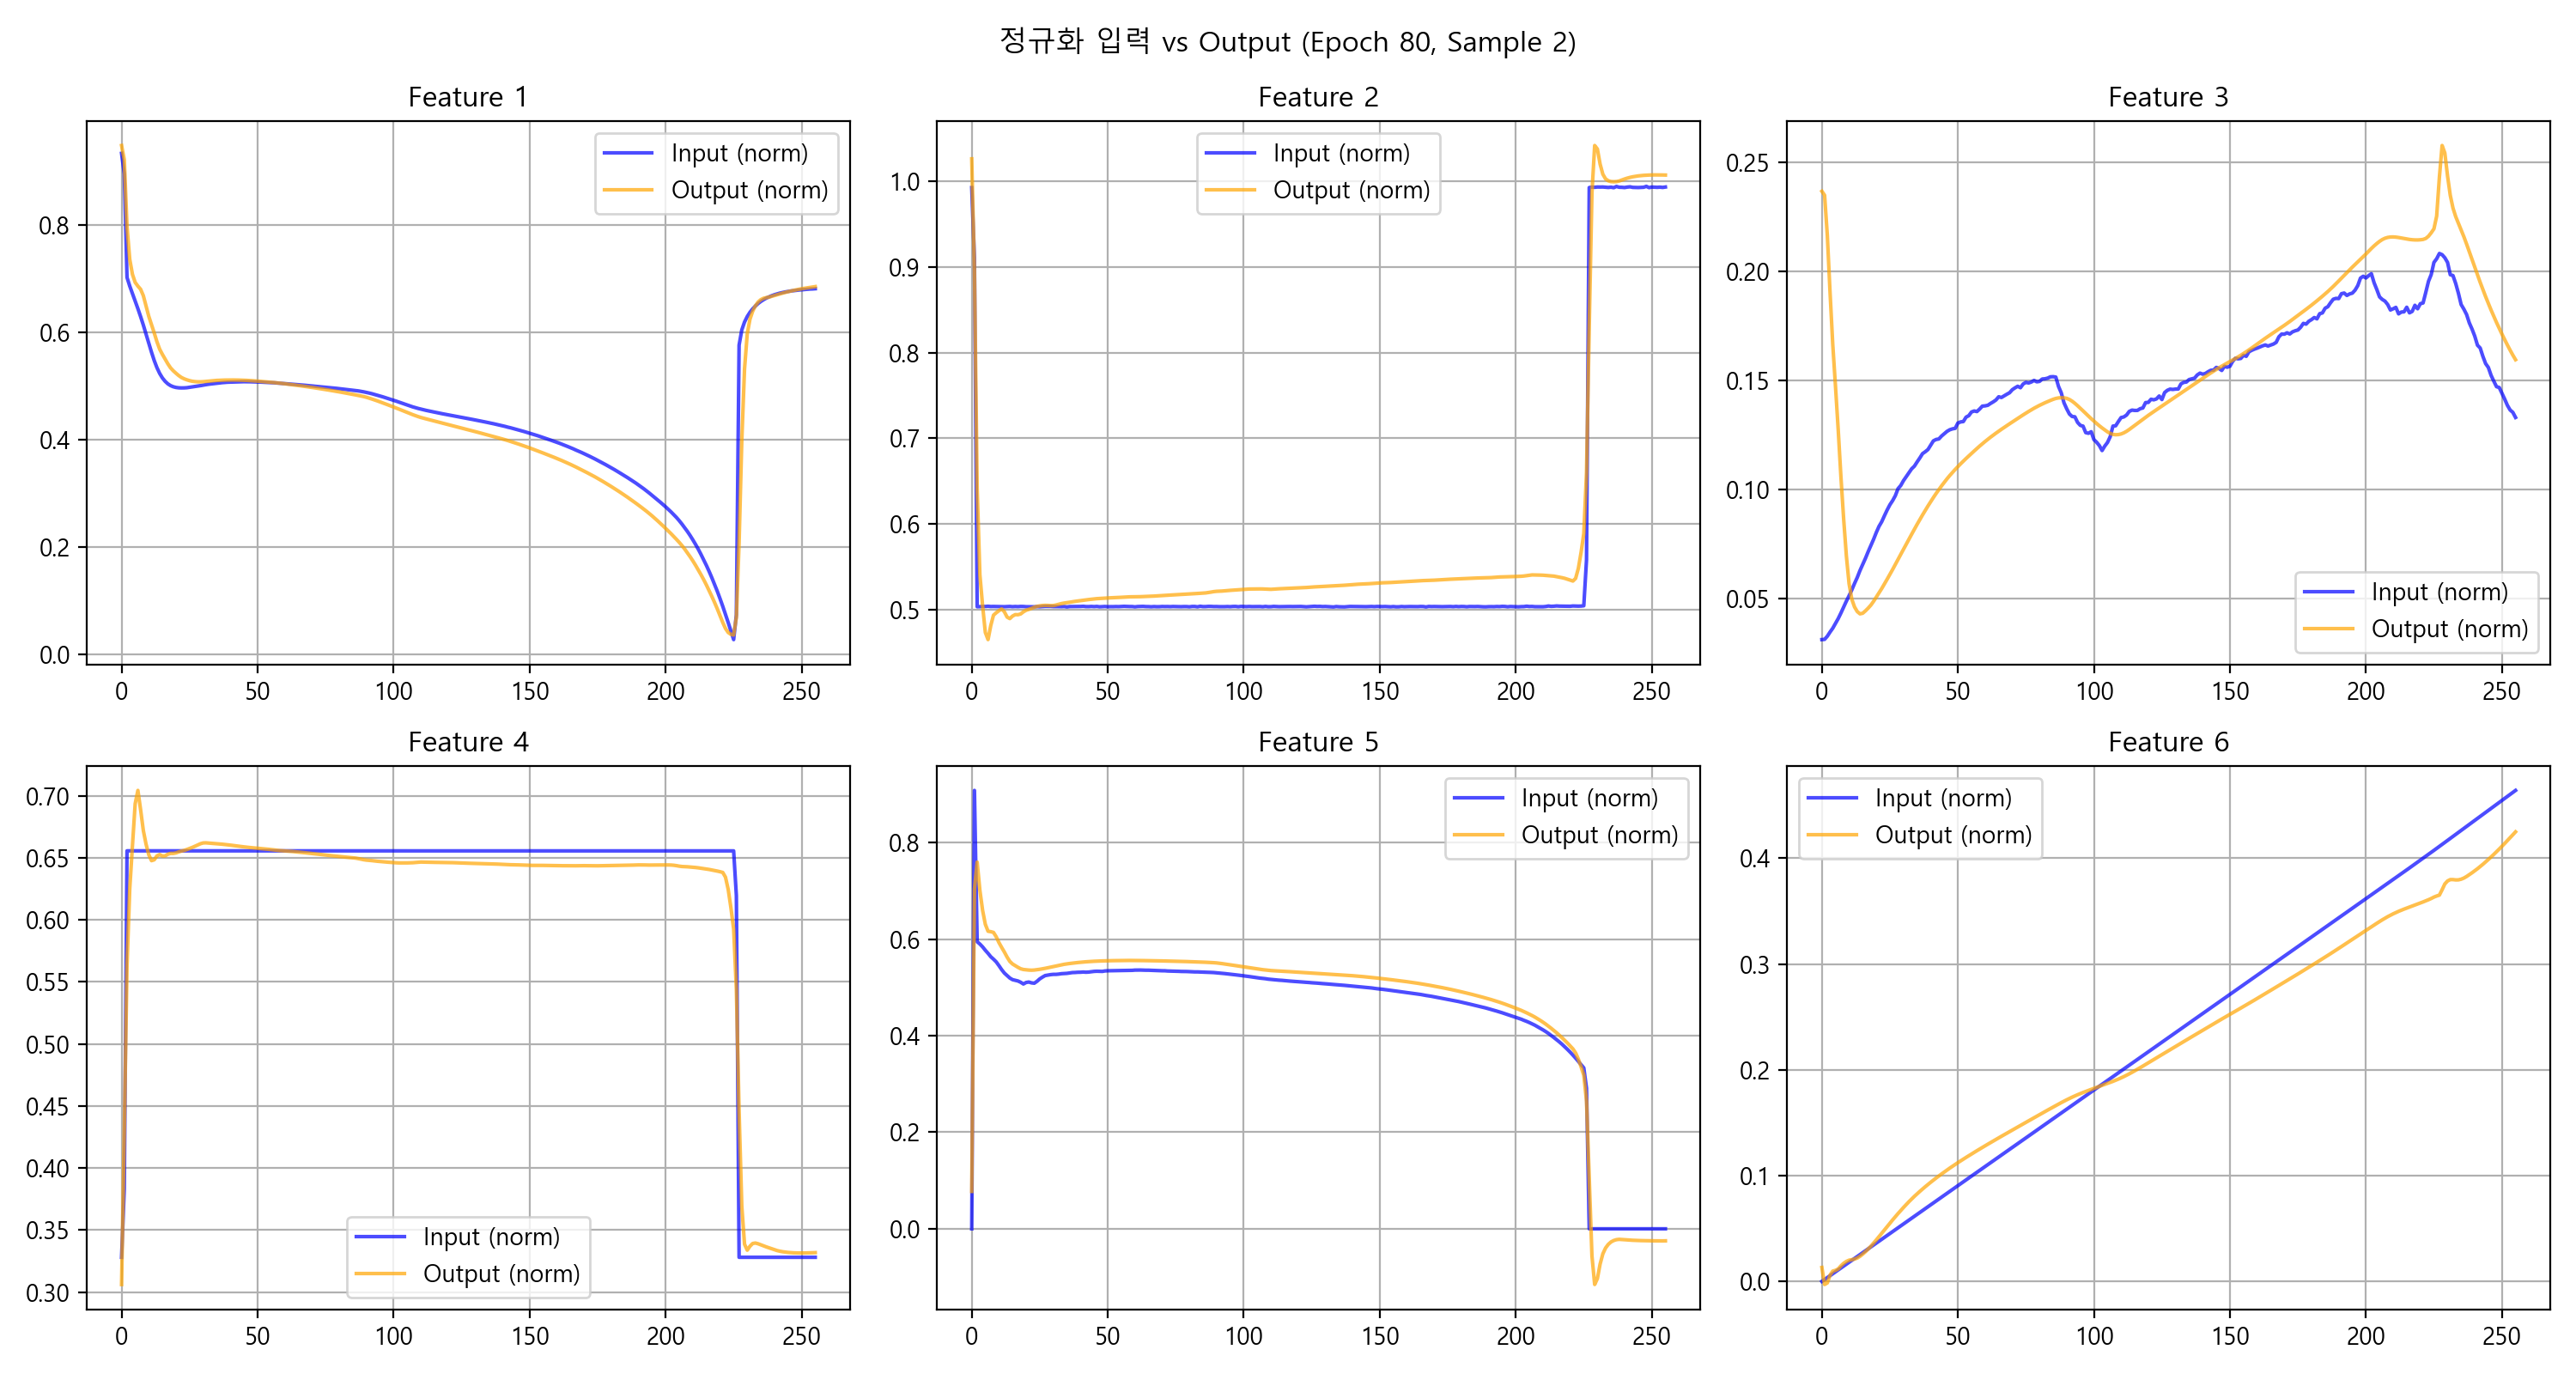 정규화 입력 vs Output (Epoch 80, Sample 2)
Feature 1
Input (norm)
Output (norm)
0.8
0.6
0.4
0.2
0.0
0 50 100 150 200 250
Feature 2
Input (norm)
Output (norm)
1.0
0.9
0.8
0.7
0.6
0.5
0 50 100 150 200 250
Feature 3
0.25
0.20
0.15
0.10
0.05
Input (norm)
Output (norm)
0 50 100 150 200 250
Feature 4
0.70
0.65
0.60
0.55
0.50
0.45
0.40
0.35
0.30
Input (norm)
Output (norm)
0 50 100 150 200 250
Feature 5
Input (norm)
Output (norm)
0.8
0.6
0.4
0.2
0.0
0 50 100 150 200 250
Feature 6
Input (norm)
Output (norm)
0.4
0.3
0.2
0.1
0.0
0 50 100 150 200 250